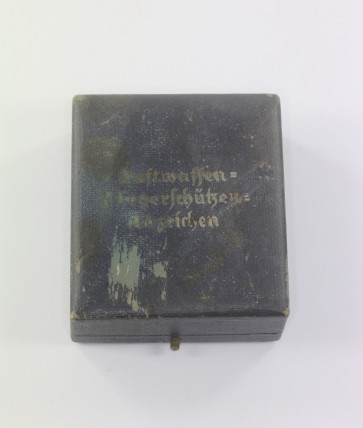 Luftwaffen=
Fliegerschützen=
Abzeichen